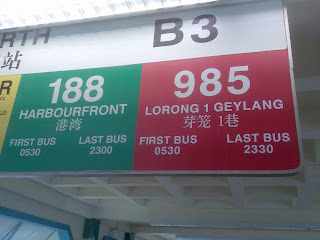 B3
站
188
HARBOURFRONT
港湾
FIRST BUS LAST BUS
0530 2300
985
LORONG 1 GEYLANG
芽笼 1巷
FIRST BUS LAST BUS
0530 2330